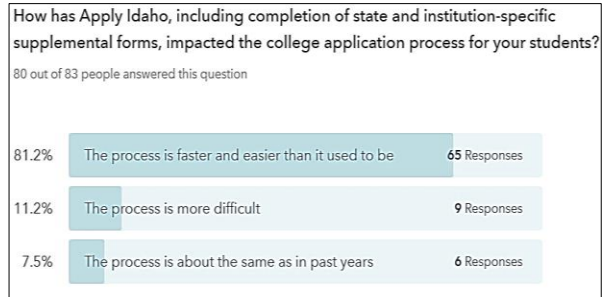 How has Apply Idaho, including completion of state and institution-specific
supplemental forms, impacted the college application process for your students?
80 out of 83 people answered this question
81.2% The process is faster and easier than it used to be 65 Responses
11.2% The process is more difficult 9 Responses
7.5% The process is about the same as in past years 6 Responses